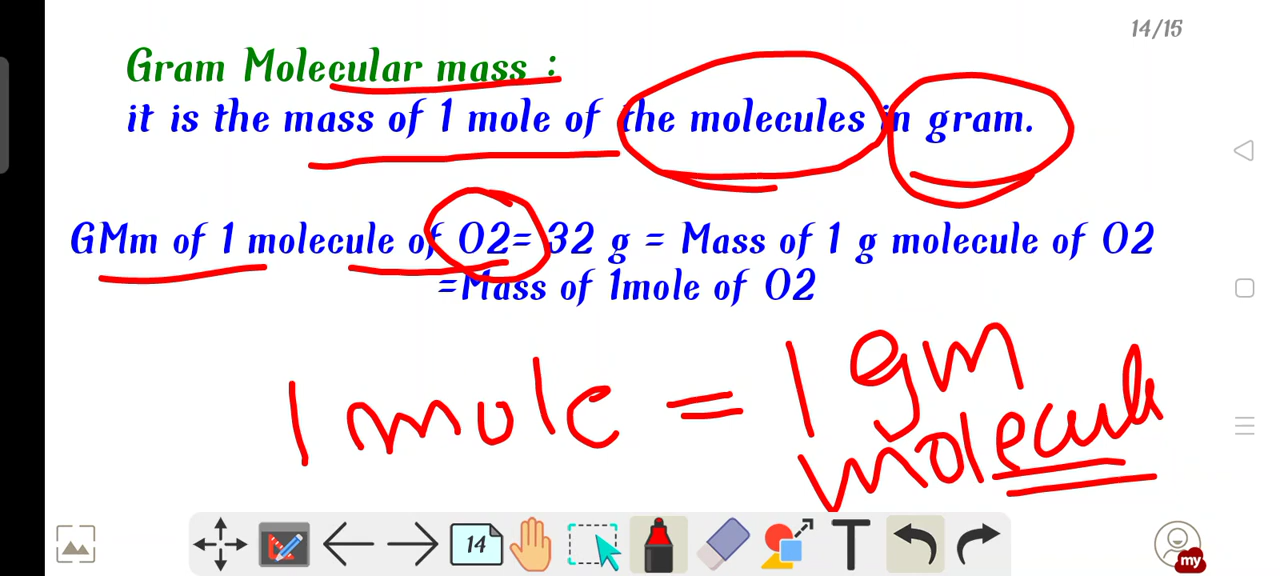 14/15
Gram Molecular mass :
it is the mass of 1 mole of the molecules in gram.
GMm of 1 molecule of O2= 32 g = Mass of 1 g molecule of O2
=Mass of 1mole of O2
1 mole = 1 gm
molecule
14
T
my